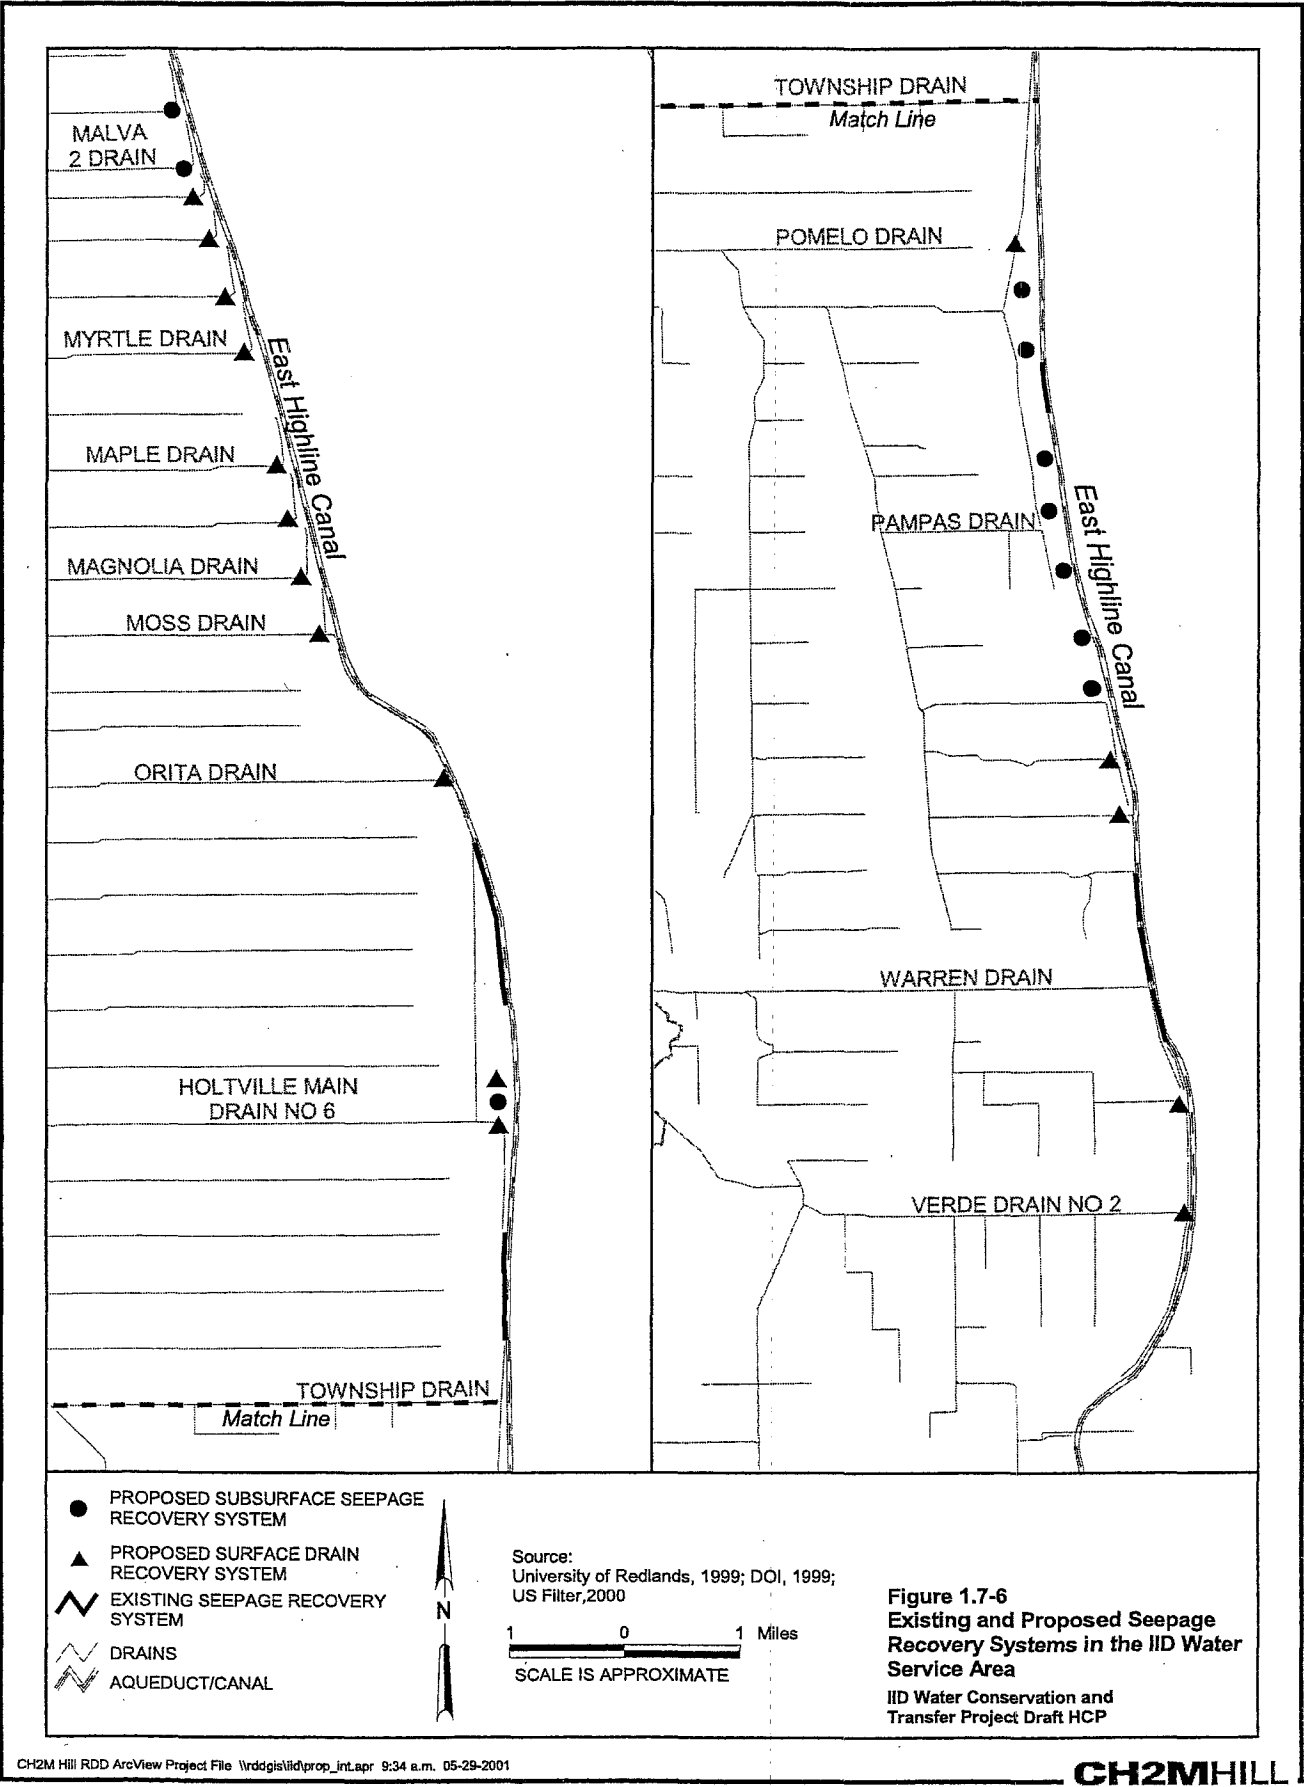 MALVA
2 DRAIN
MYRTLE DRAIN
East Highline Canal
MAPLE DRAIN
MAGNOLIA DRAIN
MOSS DRAIN
ORITA DRAIN
HOLTVILLE MAIN
DRAIN NO 6
TOWNSHIP DRAIN
Match Line
TOWNSHIP DRAIN
Match Line
POMELO DRAIN
PAMPAS DRAIN
East Highline Canal
WARREN DRAIN
VERDE DRAIN NO 2
PROPOSED SUBSURFACE SEEPAGE
RECOVERY SYSTEM
PROPOSED SURFACE DRAIN
RECOVERY SYSTEM
EXISTING SEEPAGE RECOVERY
SYSTEM
DRAINS
AQUEDUCT/CANAL
N
Source:
University of Redlands, 1999; DOI, 1999;
US Filter,2000
1 0 1 Miles
SCALE IS APPROXIMATE
Figure 1.7-6
Existing and Proposed Seepage
Recovery Systems in the IID Water
Service Area
IID Water Conservation and
Transfer Project Draft HCP
CH2M Hill RDD ArcView Project File \\rddgis\iid\prop_int.apr 9:34 a.m. 05-29-2001
CH2MHILL